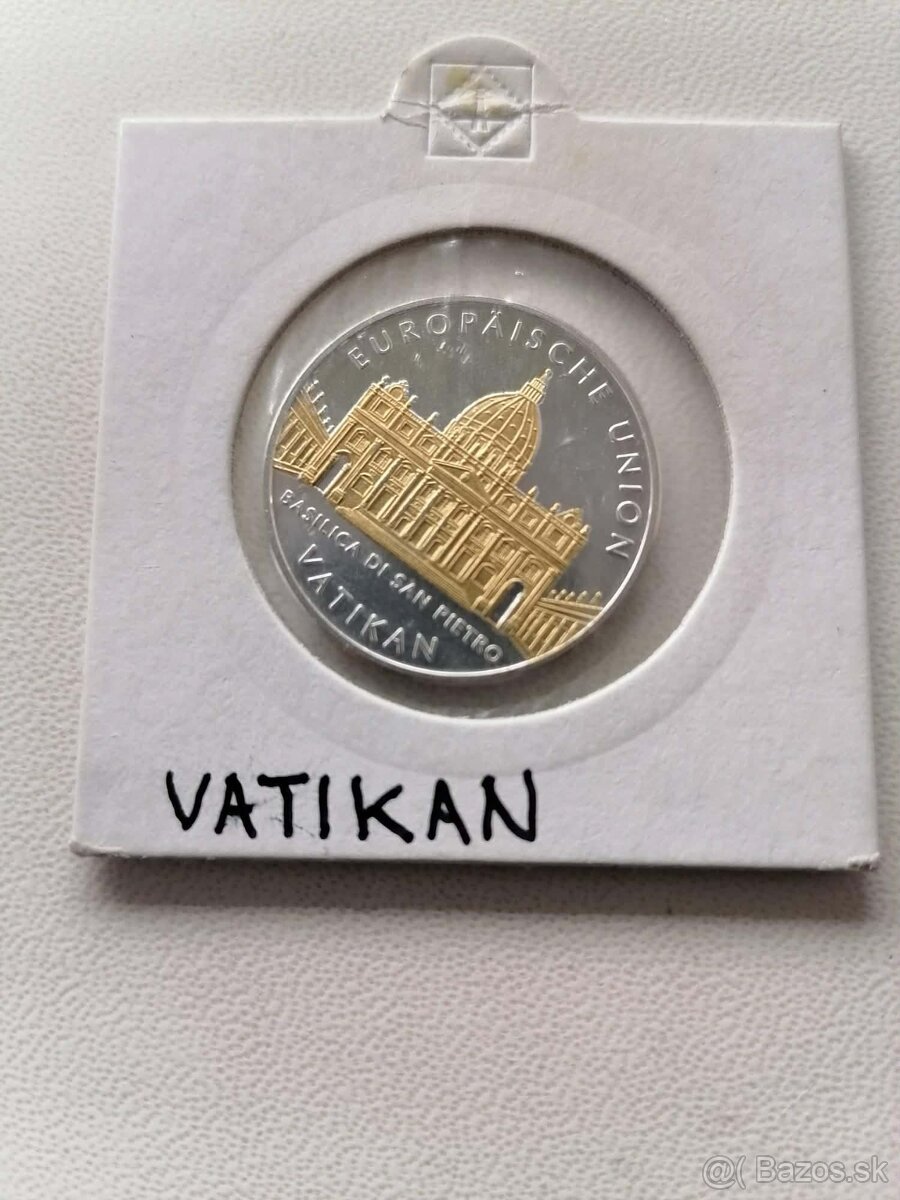 EUROPÄISCHE UNION
BASILICA DI SAN PIETRO
VATIKAN
VATIKAN
@( Bazos.sk